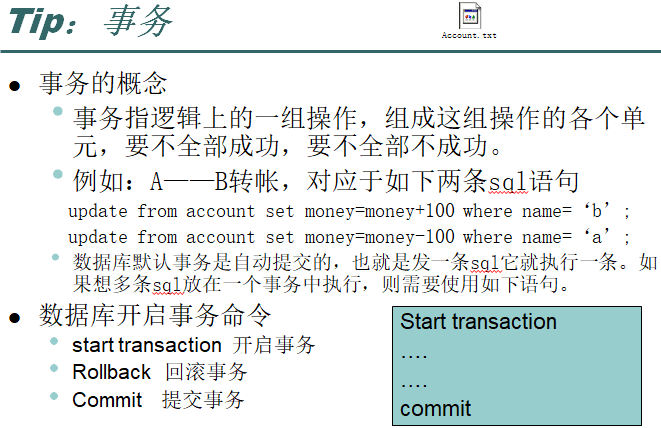 Tip：事务
Account.txt
事务的概念
事务指逻辑上的一组操作，组成这组操作的各个单
元，要不全部成功，要不全部不成功。
例如：A——B转帐，对应于如下两条sql语句
update from account set money=money+100 where name=‘b’;
update from account set money=money-100 where name=‘a’;
数据库默认事务是自动提交的，也就是发一条sql它就执行一条。如
果想多条sql放在一个事务中执行，则需要使用如下语句。
数据库开启事务命令
start transaction 开启事务
Rollback 回滚事务
Commit 提交事务
Start transaction
….
….
commit